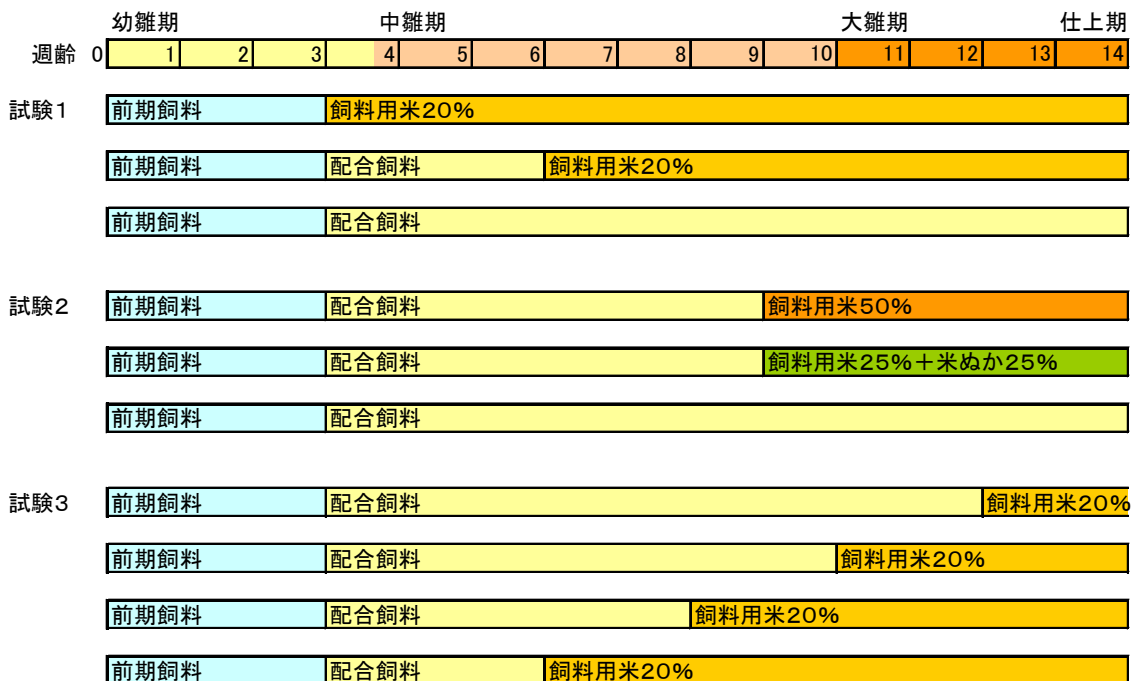 幼雛期 中雛期 大雛期 仕上期
週齢 0 1 2 3 4 5 6 7 8 9 10 11 12 13 14
試験1 前期飼料 飼料用米20%
前期飼料 配合飼料 飼料用米20%
前期飼料 配合飼料
試験2 前期飼料 配合飼料 飼料用米50%
前期飼料 配合飼料 飼料用米25%+米ぬか25%
前期飼料 配合飼料
試験3 前期飼料 配合飼料 飼料用米20%
前期飼料 配合飼料 飼料用米20%
前期飼料 配合飼料 飼料用米20%
前期飼料 配合飼料 飼料用米20%